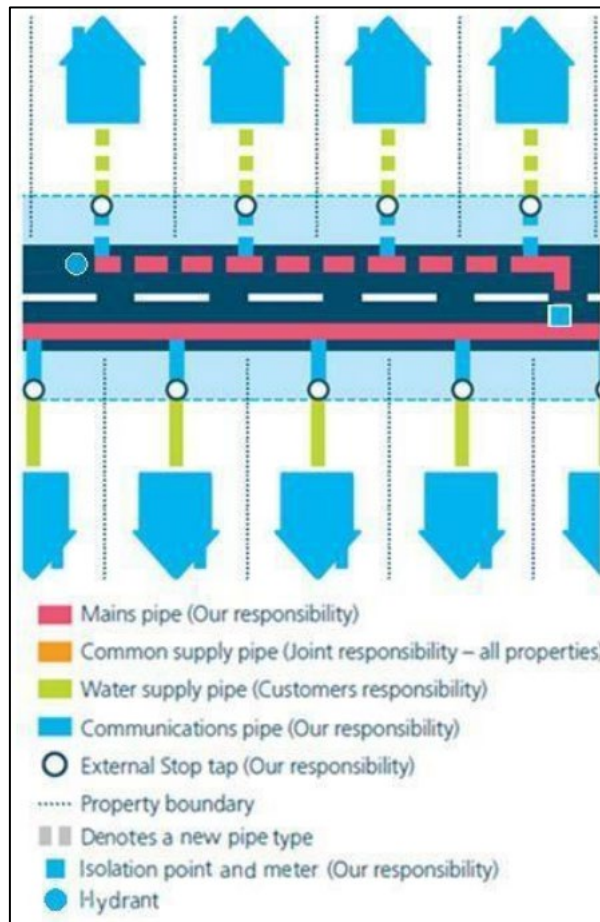 Mains pipe (Our responsibility)
Common supply pipe (Joint responsibility – all properties)
Water supply pipe (Customers responsibility)
Communications pipe (Our responsibility)
External Stop tap (Our responsibility)
Property boundary
Denotes a new pipe type
Isolation point and meter (Our responsibility)
Hydrant